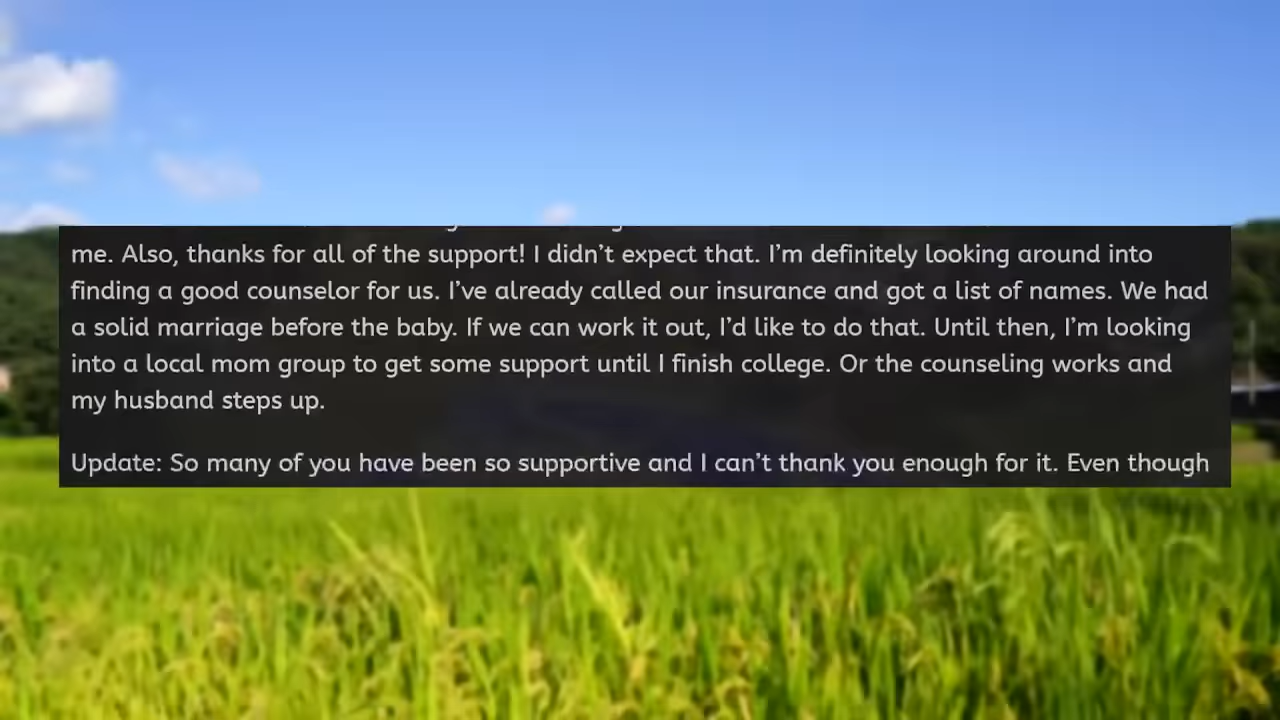 me. Also, thanks for all of the support! I didn’t expect that. I’m definitely looking around into
finding a good counselor for us. I’ve already called our insurance and got a list of names. We had
a solid marriage before the baby. If we can work it out, I’d like to do that. Until then, I’m looking
into a local mom group to get some support until I finish college. Or the counseling works and
my husband steps up.
Update: So many of you have been so supportive and I can’t thank you enough for it. Even though